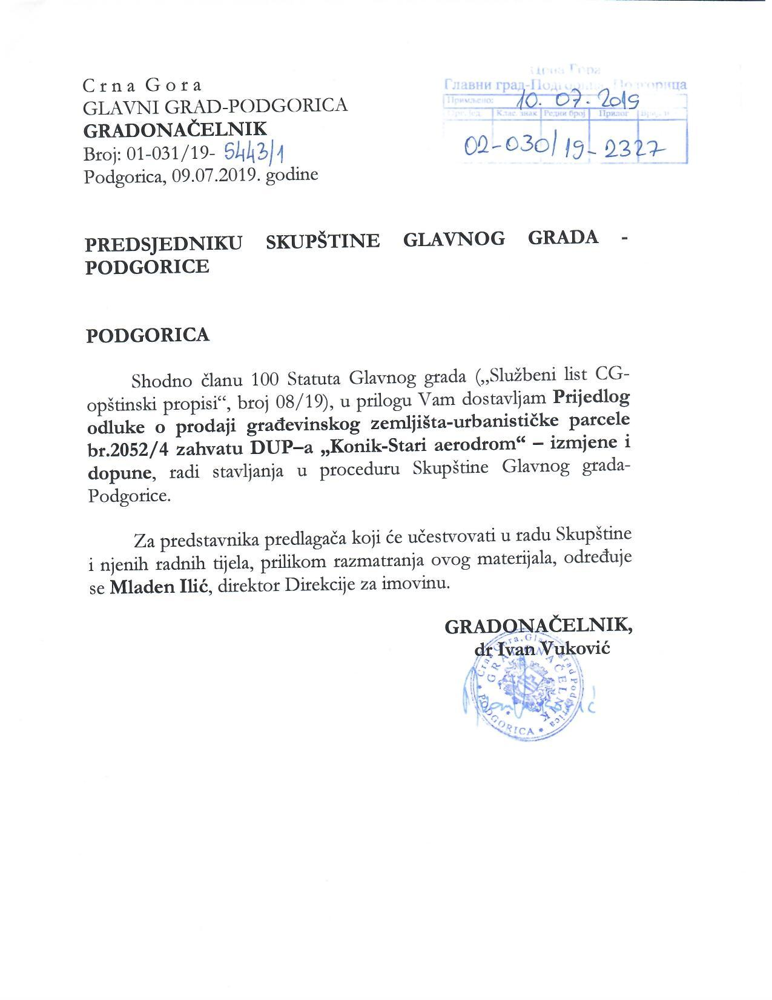 Crna Gora
GLAVNI GRAD-PODGORICA
GRADONAČELNIK
Broj: 01-031/19- 5443/1
Podgorica, 09.07.2019. godine
Црна Гора
Главни град-Подгорица, Подгорица
Примљено: 10. 07. 2019
Орг. јед. Клас. знак Редни број Прилог
02-030/19-2327
PREDSJEDNIKU SKUPŠTINE GLAVNOG GRADA -
PODGORICE
PODGORICA
Shodno članu 100 Statuta Glavnog grada („Službeni list CG-
opštinski propisi“, broj 08/19), u prilogu Vam dostavljam Prijedlog
odluke o prodaji građevinskog zemljišta-urbanističke parcele
br.2052/4 zahvatu DUP–a „Konik-Stari aerodrom“ – izmjene i
dopune, radi stavljanja u proceduru Skupštine Glavnog grada-
Podgorice.
Za predstavnika predlagača koji će učestvovati u radu Skupštine
i njenih radnih tijela, prilikom razmatranja ovog materijala, određuje
se Mladen Ilić, direktor Direkcije za imovinu.
GRADONAČELNIK,
dr Ivan Vuković
Crna Gora, Glavni grad Podgorica
GRADONAČELNIK
* PODGORICA *